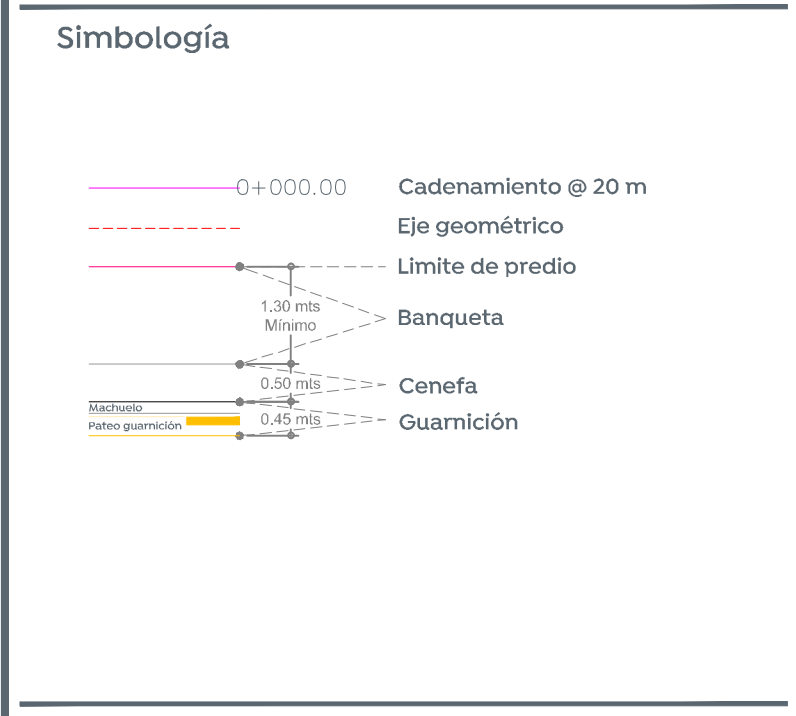 Simbología
0+000.00 Cadenamiento @ 20 m
Eje geométrico
Limite de predio
1.30 mts
Mínimo
Banqueta
0.50 mts
Cenefa
Machuelo
Pateo guarnición
0.45 mts
Guarnición